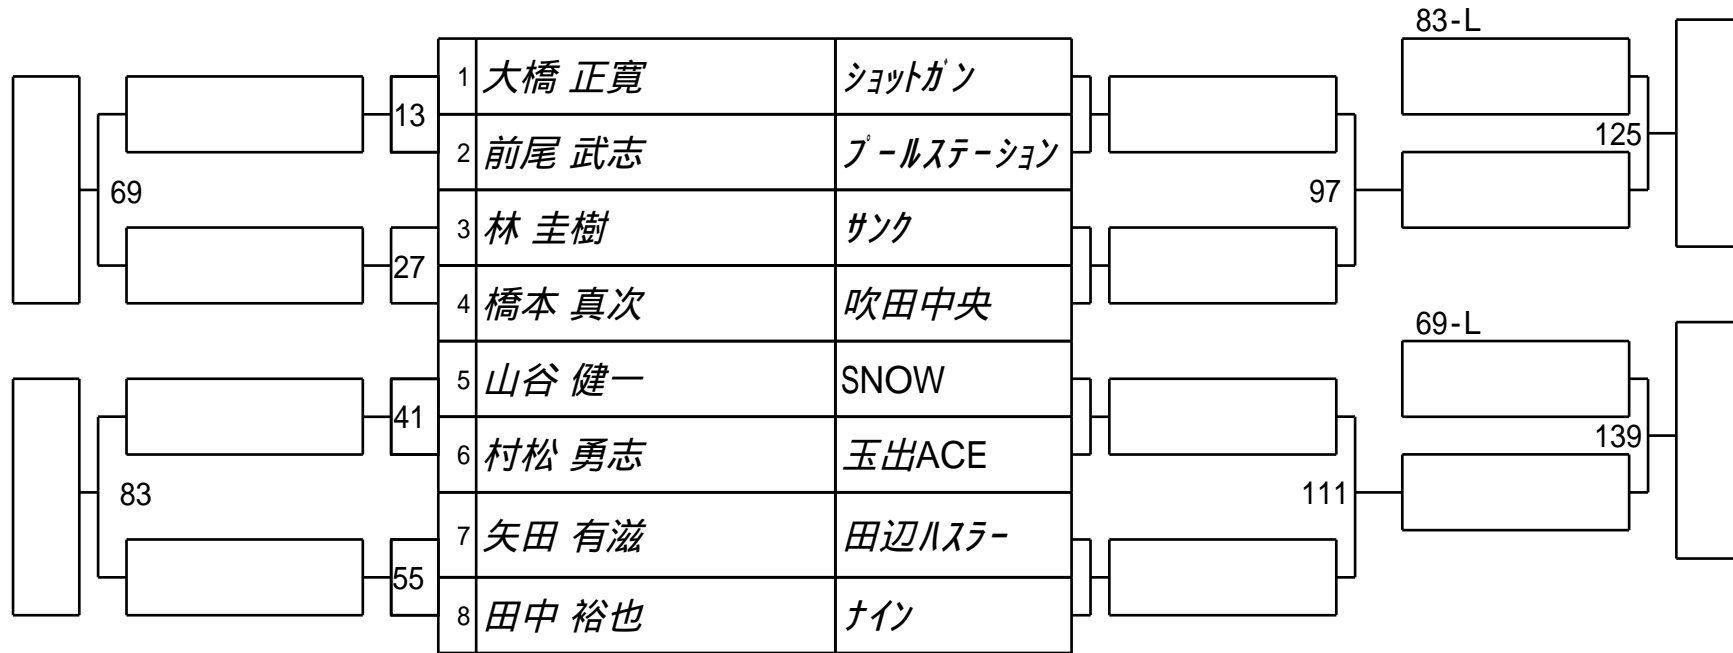 83-L
1 大橋 正寛 ショットガン
13
125
2 前尾 武志 プールステーション
69
97
3 林 圭樹 サンク
27
4 橋本 真次 吹田中央
69-L
5 山谷 健一 SNOW
41
139
6 村松 勇志 玉出ACE
83
111
7 矢田 有滋 田辺ハスラー
55
8 田中 裕也 ナイン